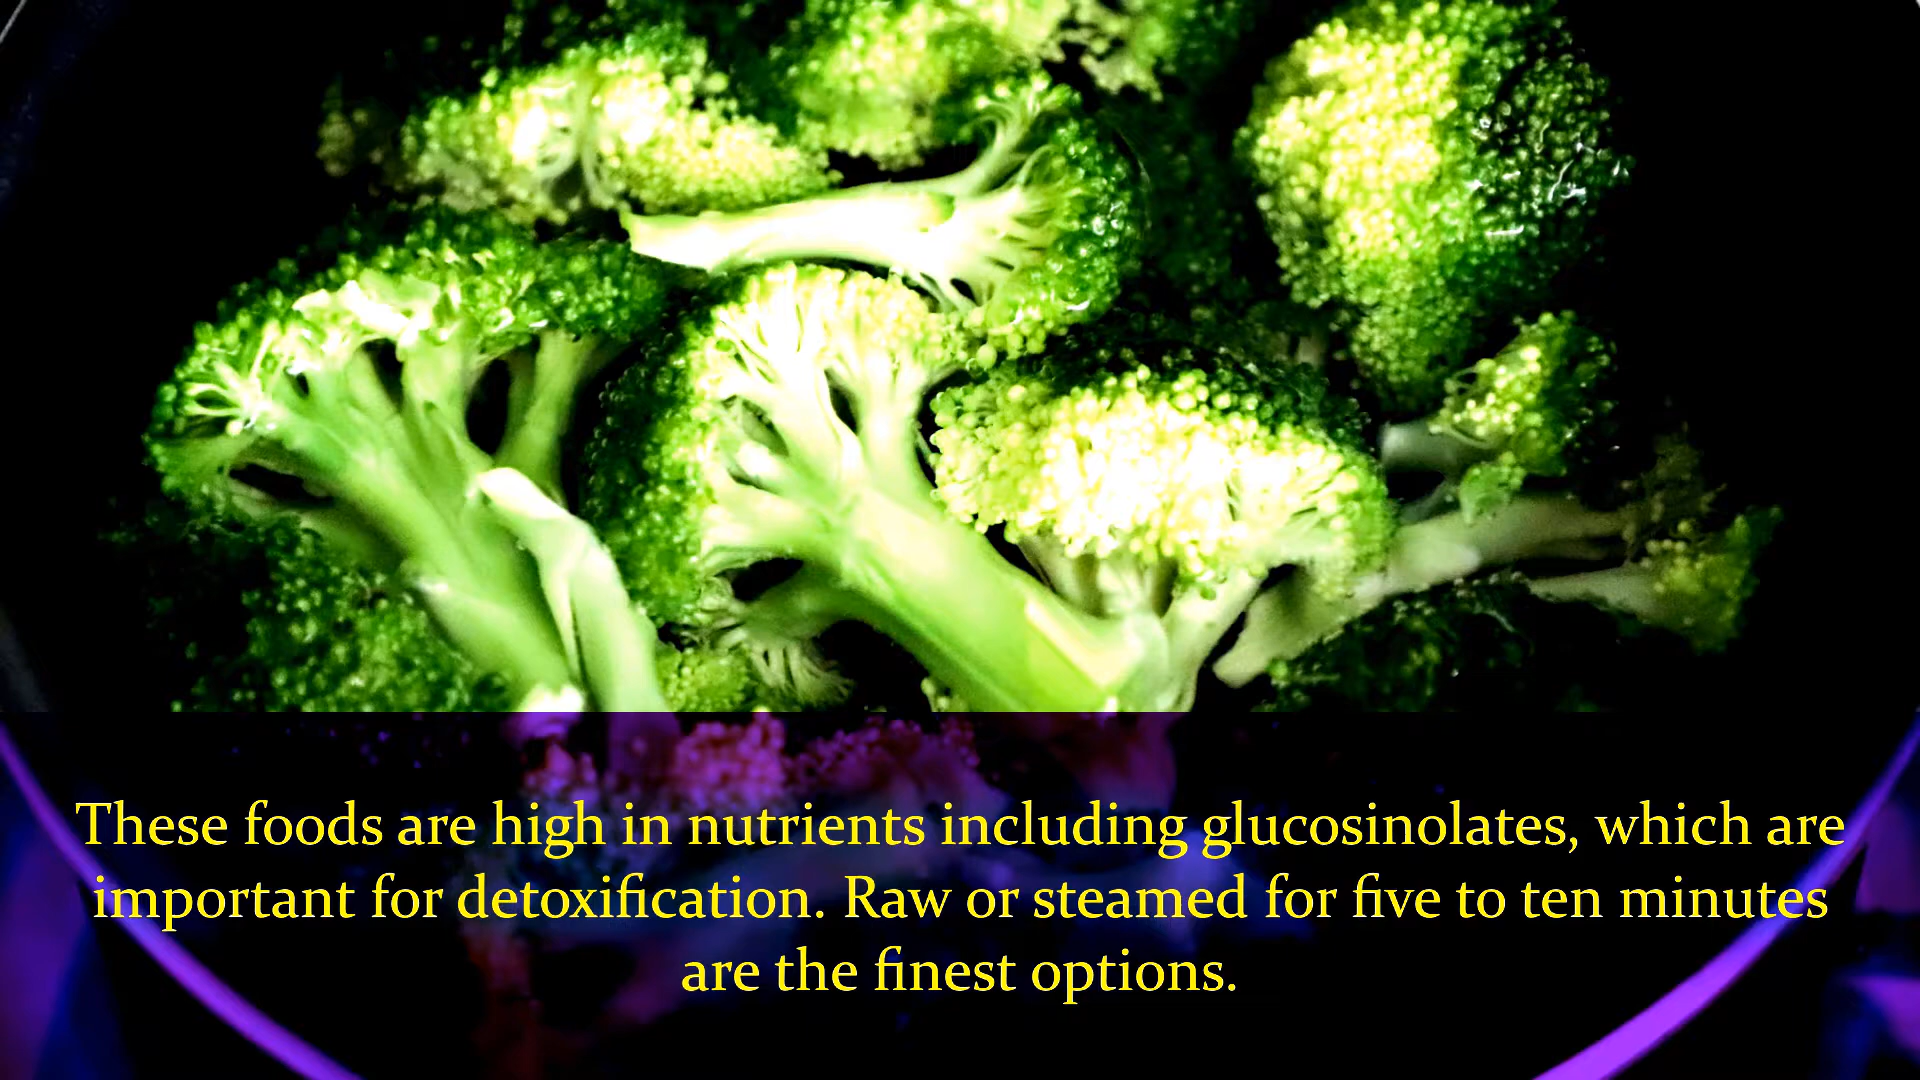 These foods are high in nutrients including glucosinolates, which are
important for detoxification. Raw or steamed for five to ten minutes
are the finest options.